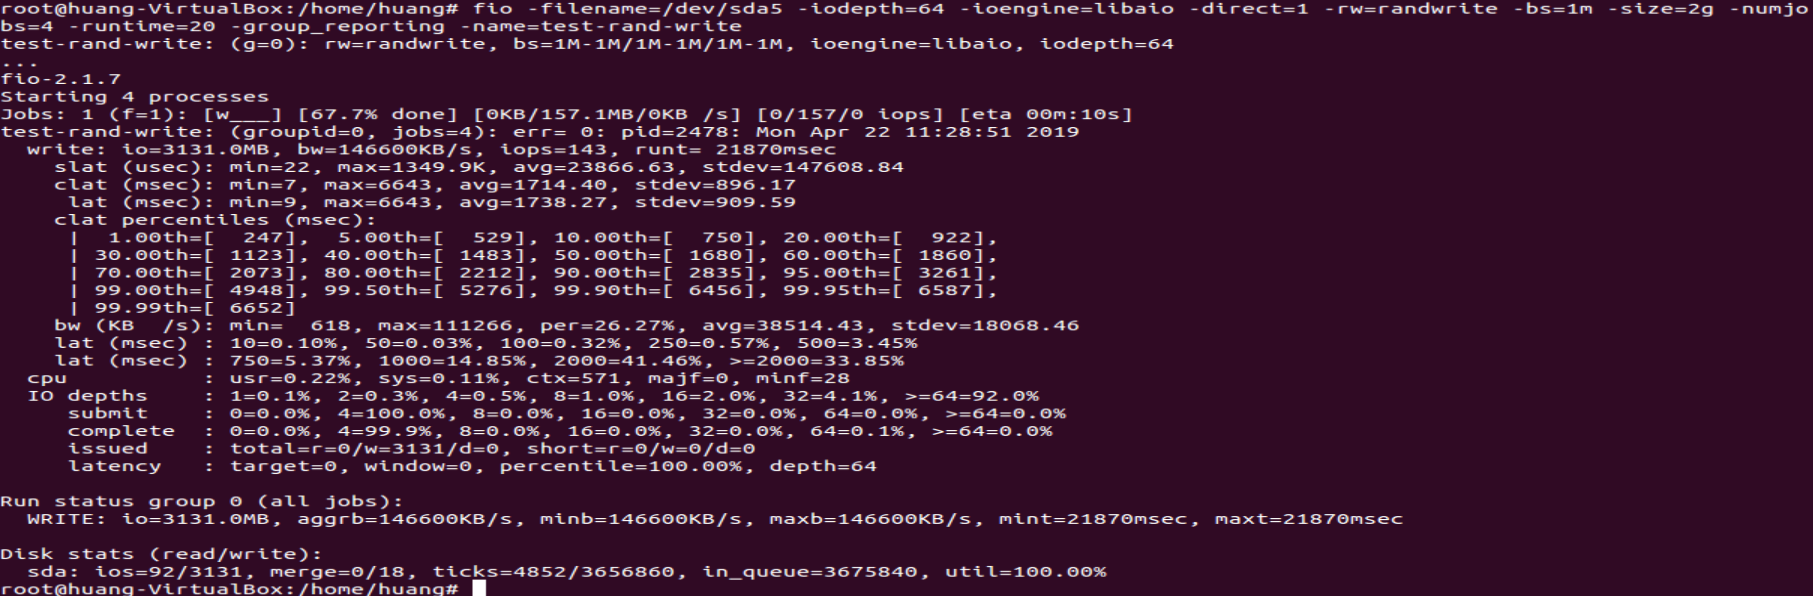 root@huang-VirtualBox:/home/huang# fio -filename=/dev/sda5 -iodepth=64 -ioengine=libaio -direct=1 -rw=randwrite -bs=1m -size=2g -numjo
bs=4 -runtime=20 -group_reporting -name=test-rand-write
test-rand-write: (g=0): rw=randwrite, bs=1M-1M/1M-1M/1M-1M, ioengine=libaio, iodepth=64
...
fio-2.1.7
Starting 4 processes
Jobs: 1 (f=1): [w___] [67.7% done] [0KB/157.1MB/0KB /s] [0/157/0 iops] [eta 00m:10s]
test-rand-write: (groupid=0, jobs=4): err= 0: pid=2478: Mon Apr 22 11:28:51 2019
  write: io=3131.0MB, bw=146600KB/s, iops=143, runt= 21870msec
    slat (usec): min=22, max=1349.9K, avg=23866.63, stdev=147608.84
    clat (msec): min=7, max=6643, avg=1714.40, stdev=896.17
     lat (msec): min=9, max=6643, avg=1738.27, stdev=909.59
    clat percentiles (msec):
     |  1.00th=[  247],  5.00th=[  529], 10.00th=[  750], 20.00th=[  922],
     | 30.00th=[ 1123], 40.00th=[ 1483], 50.00th=[ 1680], 60.00th=[ 1860],
     | 70.00th=[ 2073], 80.00th=[ 2212], 90.00th=[ 2835], 95.00th=[ 3261],
     | 99.00th=[ 4948], 99.50th=[ 5276], 99.90th=[ 6456], 99.95th=[ 6587],
     | 99.99th=[ 6652]
    bw (KB  /s): min=  618, max=111266, per=26.27%, avg=38514.43, stdev=18068.46
    lat (msec) : 10=0.10%, 50=0.03%, 100=0.32%, 250=0.57%, 500=3.45%
    lat (msec) : 750=5.37%, 1000=14.85%, 2000=41.46%, >=2000=33.85%
  cpu          : usr=0.22%, sys=0.11%, ctx=571, majf=0, minf=28
  IO depths    : 1=0.1%, 2=0.3%, 4=0.5%, 8=1.0%, 16=2.0%, 32=4.1%, >=64=92.0%
     submit    : 0=0.0%, 4=100.0%, 8=0.0%, 16=0.0%, 32=0.0%, 64=0.0%, >=64=0.0%
     complete  : 0=0.0%, 4=99.9%, 8=0.0%, 16=0.0%, 32=0.0%, 64=0.1%, >=64=0.0%
     issued    : total=r=0/w=3131/d=0, short=r=0/w=0/d=0
     latency   : target=0, window=0, percentile=100.00%, depth=64
Run status group 0 (all jobs):
  WRITE: io=3131.0MB, aggrb=146600KB/s, minb=146600KB/s, maxb=146600KB/s, mint=21870msec, maxt=21870msec
Disk stats (read/write):
  sda: ios=92/3131, merge=0/18, ticks=4852/3656860, in_queue=3675840, util=100.00%
root@huang-VirtualBox:/home/huang#